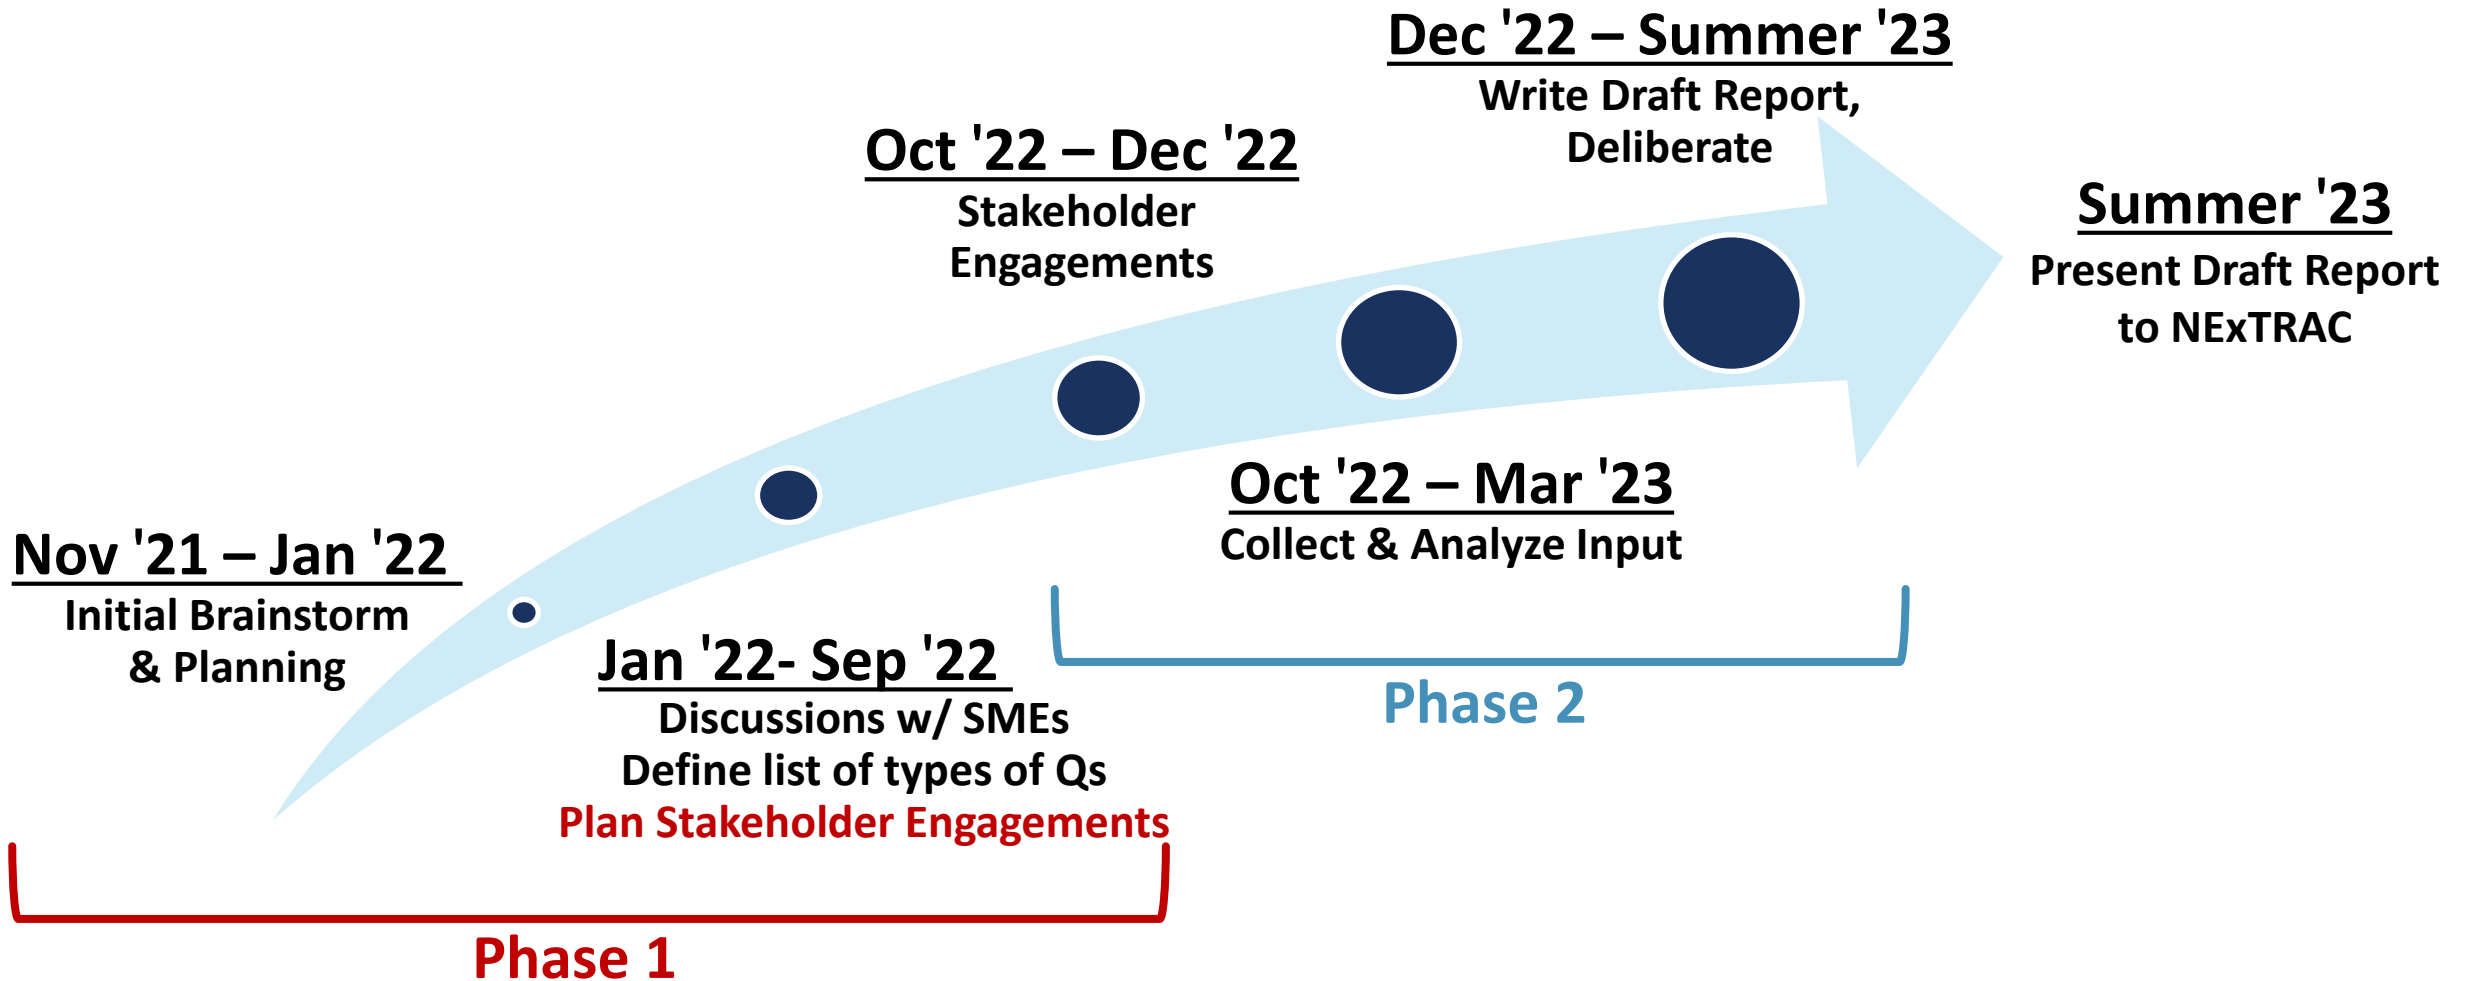 Nov '21 – Jan '22
Initial Brainstorm
& Planning
Jan '22- Sep '22
Discussions w/ SMEs
Define list of types of Qs
Plan Stakeholder Engagements
Phase 1
Oct '22 – Dec '22
Stakeholder
Engagements
Oct '22 – Mar '23
Collect & Analyze Input
Phase 2
Dec '22 – Summer '23
Write Draft Report,
Deliberate
Summer '23
Present Draft Report
to NExTRAC